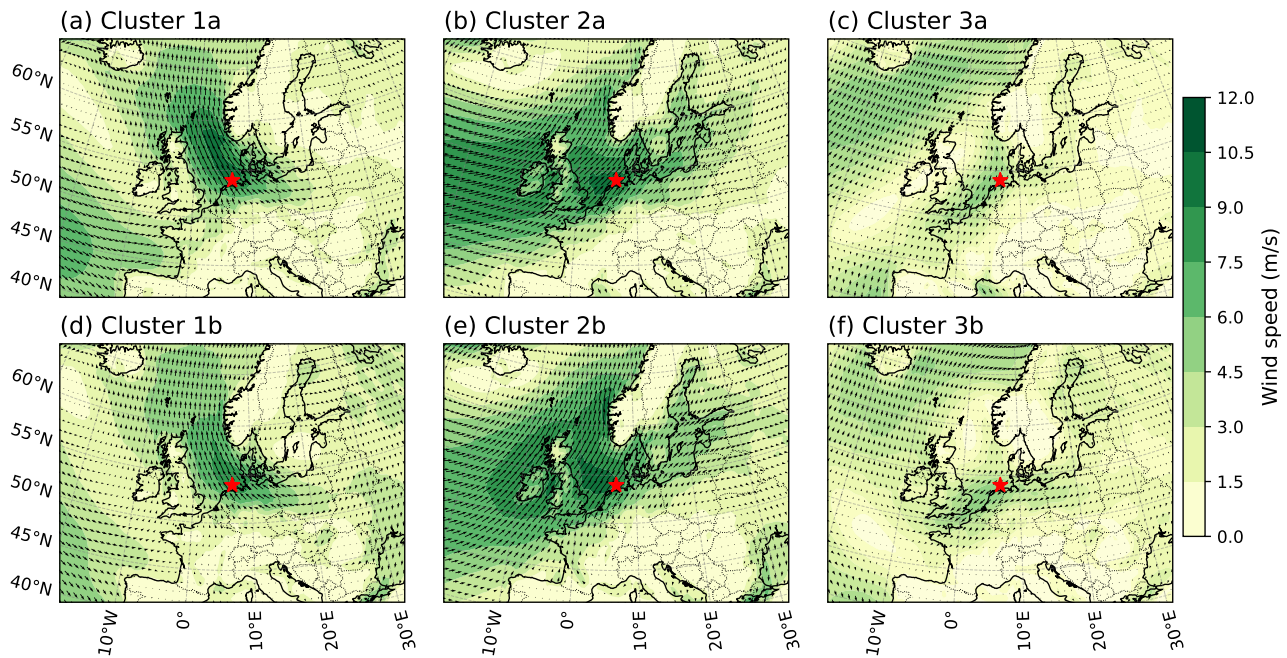 (a) Cluster 1a
(b) Cluster 2a
(c) Cluster 3a
60°N
55°N
50°N
45°N
40°N
(d) Cluster 1b
(e) Cluster 2b
(f) Cluster 3b
60°N
55°N
50°N
45°N
40°N
10°W 0° 10°E 20°E 30°E
10°W 0° 10°E 20°E 30°E
10°W 0° 10°E 20°E 30°E
12.0
10.5
9.0
7.5
6.0
4.5
3.0
1.5
0.0
Wind speed (m/s)